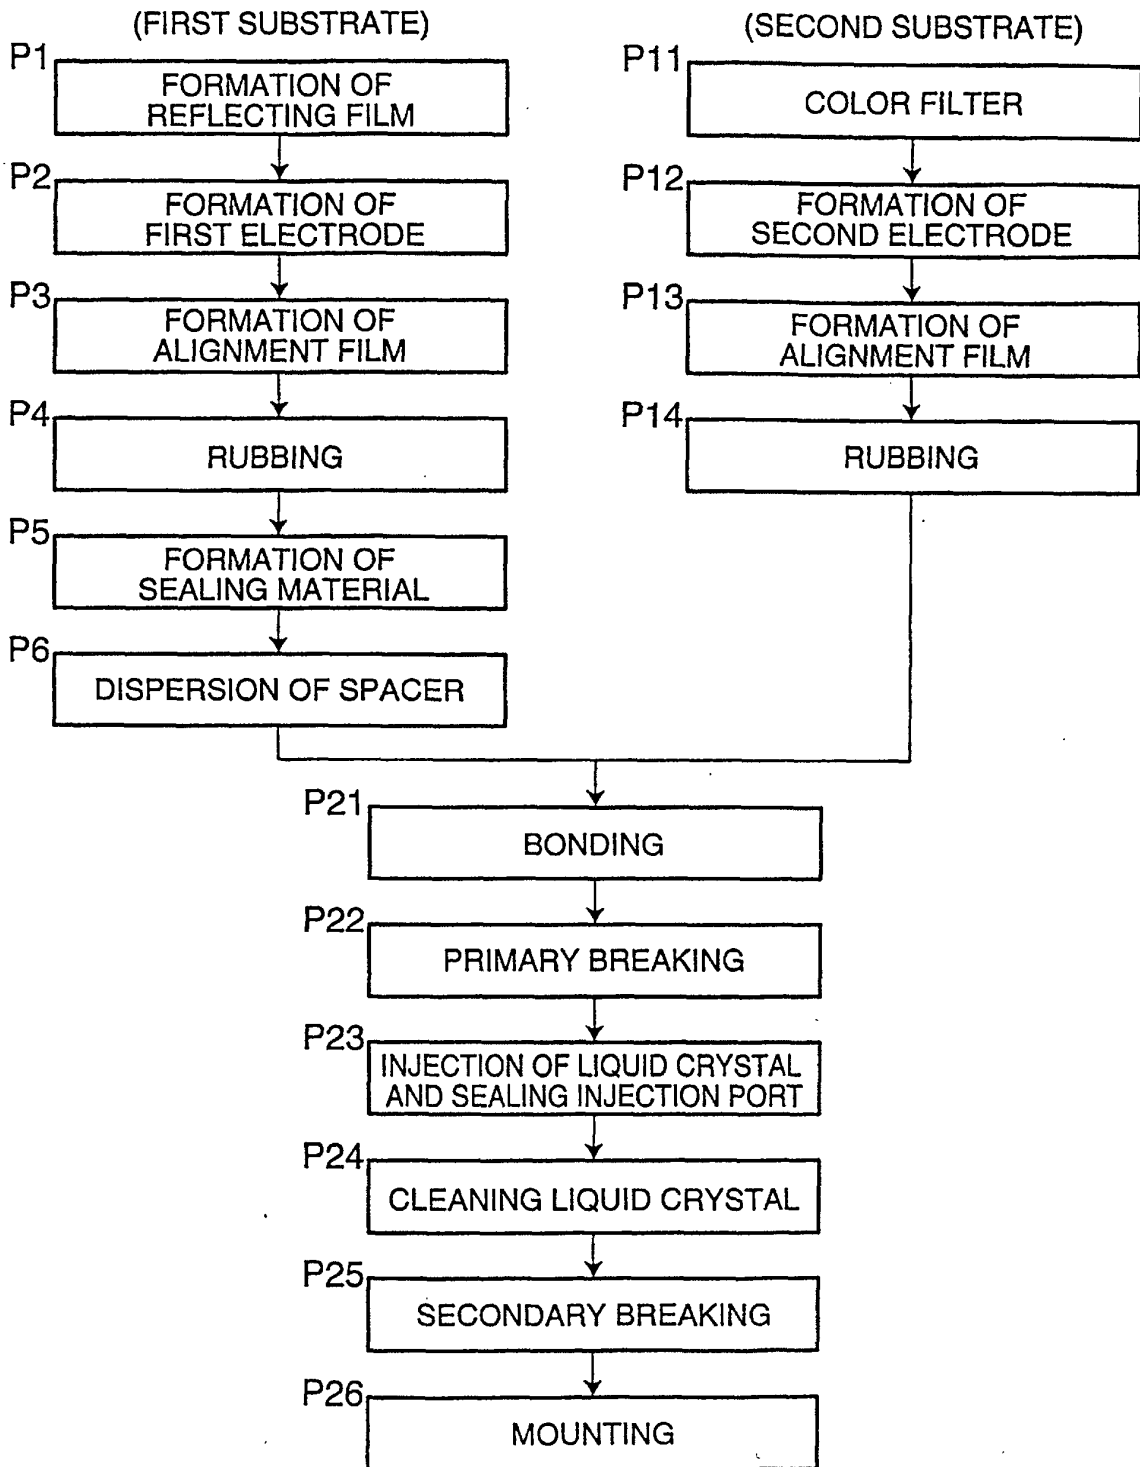 (FIRST SUBSTRATE)
P1
FORMATION OF
REFLECTING FILM
P2
FORMATION OF
FIRST ELECTRODE
P3
FORMATION OF
ALIGNMENT FILM
P4
RUBBING
P5
FORMATION OF
SEALING MATERIAL
P6
DISPERSION OF SPACER
(SECOND SUBSTRATE)
P11
COLOR FILTER
P12
FORMATION OF
SECOND ELECTRODE
P13
FORMATION OF
ALIGNMENT FILM
P14
RUBBING
P21
BONDING
P22
PRIMARY BREAKING
P23
INJECTION OF LIQUID CRYSTAL
AND SEALING INJECTION PORT
P24
CLEANING LIQUID CRYSTAL
P25
SECONDARY BREAKING
P26
MOUNTING